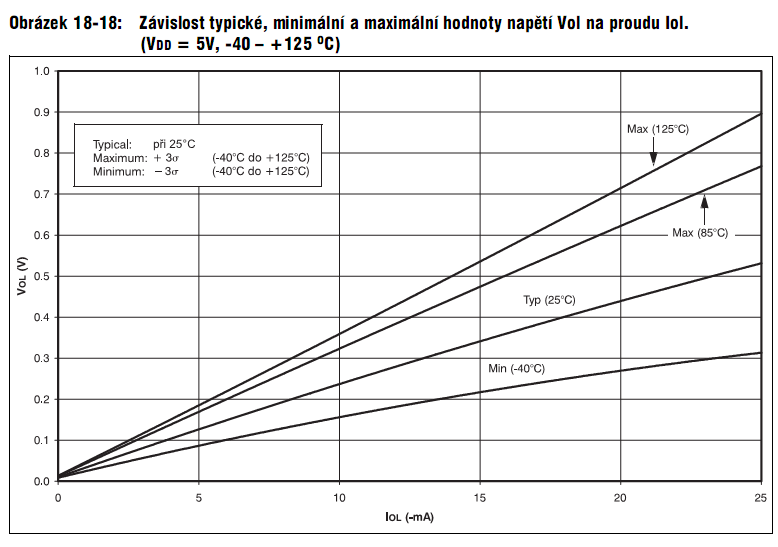 Obrázek 18-18: Závislost typické, minimální a maximální hodnoty napětí Vol na proudu Iol.
(VDD = 5V, -40 – +125 ºC)
1.0
0.9
0.8
0.7
0.6
0.5
0.4
0.3
0.2
0.1
0.0
VOL (V)
Typical: při 25°C
Maximum: + 3σ (-40°C do +125°C)
Minimum: − 3σ (-40°C do +125°C)
Max (125°C)
Max (85°C)
Typ (25°C)
Min (-40°C)
0 5 10 15 20 25
IOL (-mA)